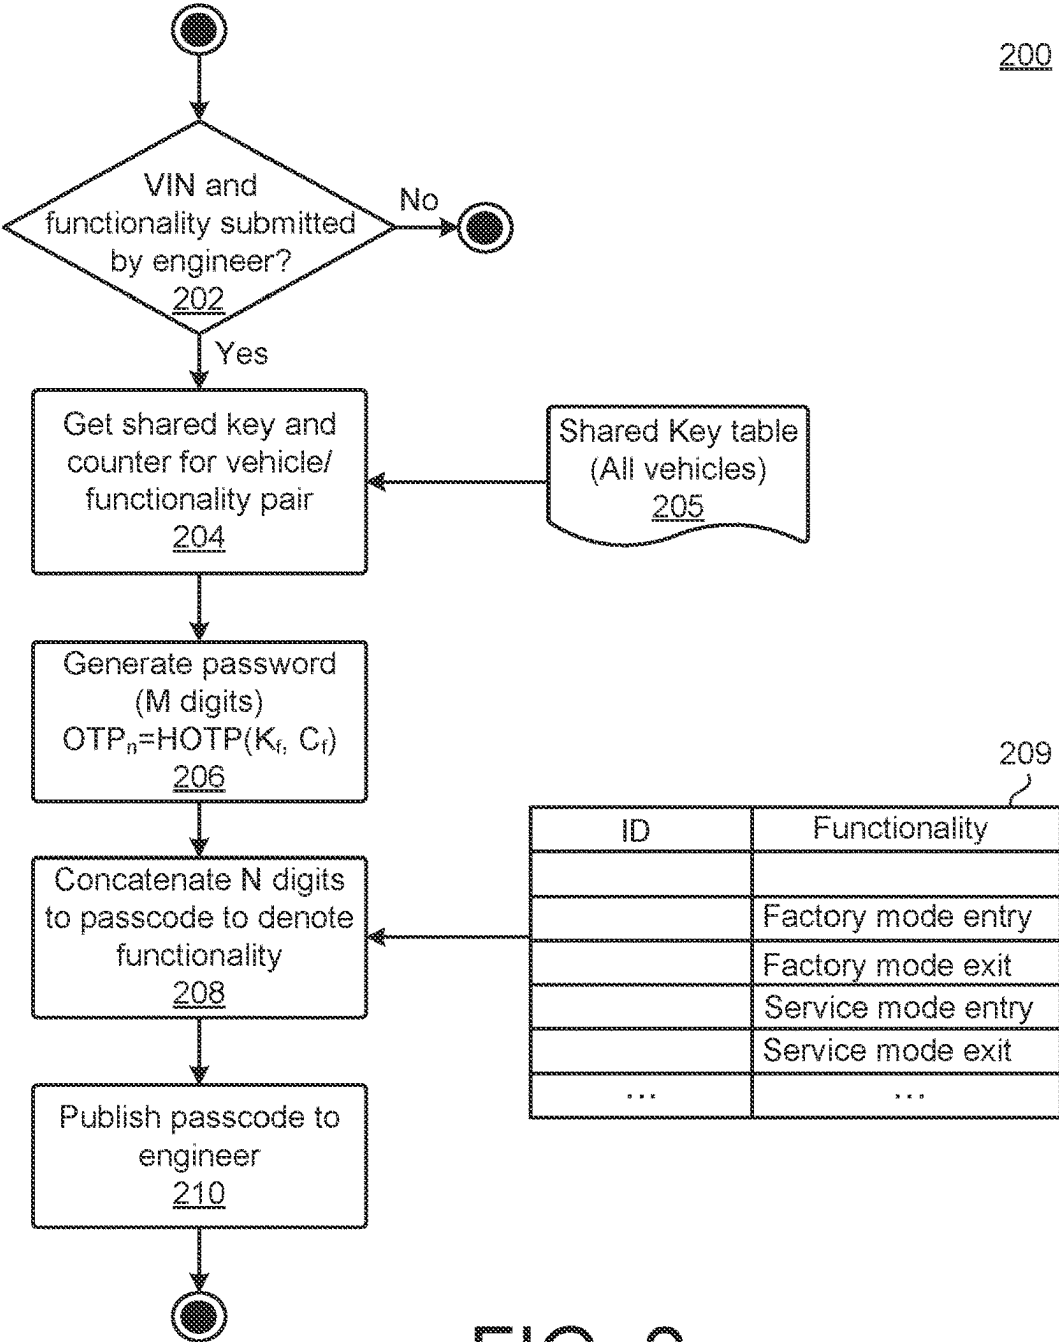 200
VIN and
functionality submitted
by engineer?
202
No
Yes
Get shared key and
counter for vehicle/
functionality pair
204
Shared Key table
(All vehicles)
205
Generate password
(M digits)
OTPₙ=HOTP(K_f, C_f)
206
209
ID Functionality
Concatenate N digits
to passcode to denote
functionality
208
Factory mode entry
Factory mode exit
Service mode entry
Service mode exit
... ...
Publish passcode to
engineer
210